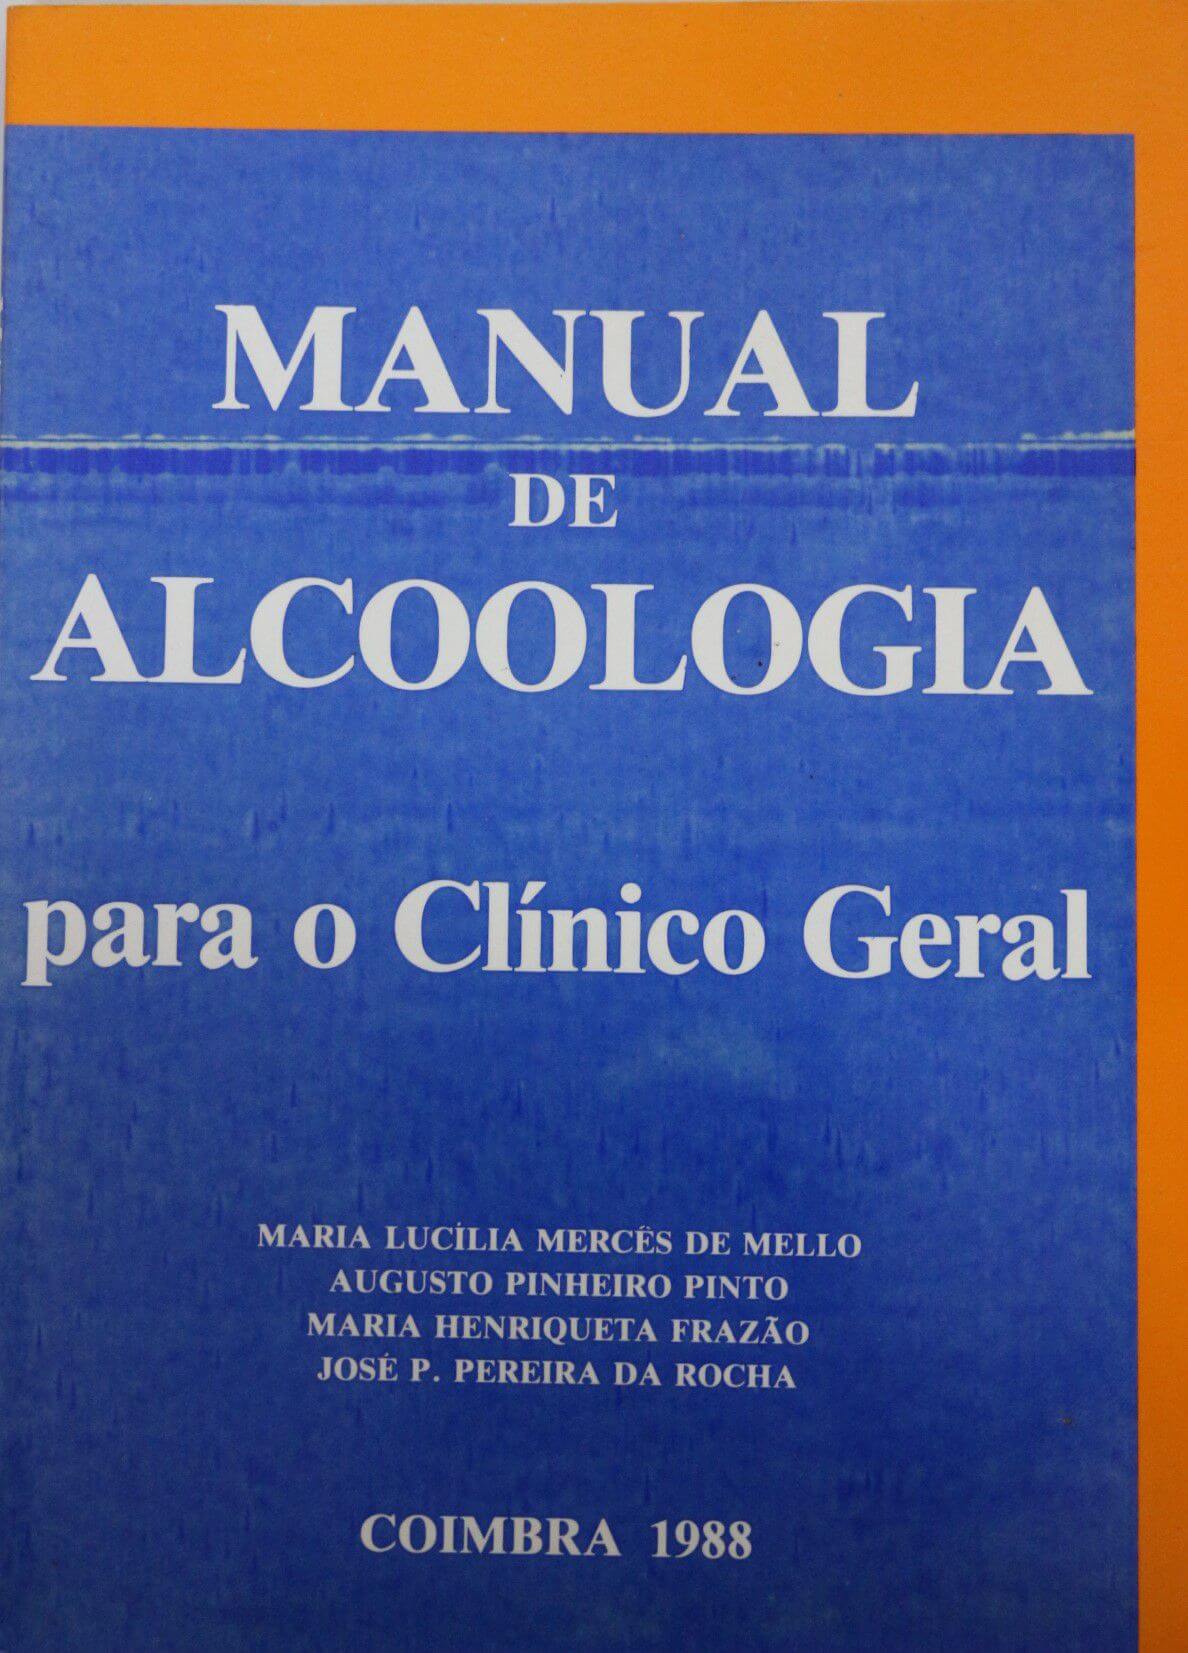 MANUAL
DE
ALCOOLOGIA
para o Clínico Geral
MARIA LUCÍLIA MERCÊS DE MELLO
AUGUSTO PINHEIRO PINTO
MARIA HENRIQUETA FRAZÃO
JOSÉ P. PEREIRA DA ROCHA
COIMBRA 1988